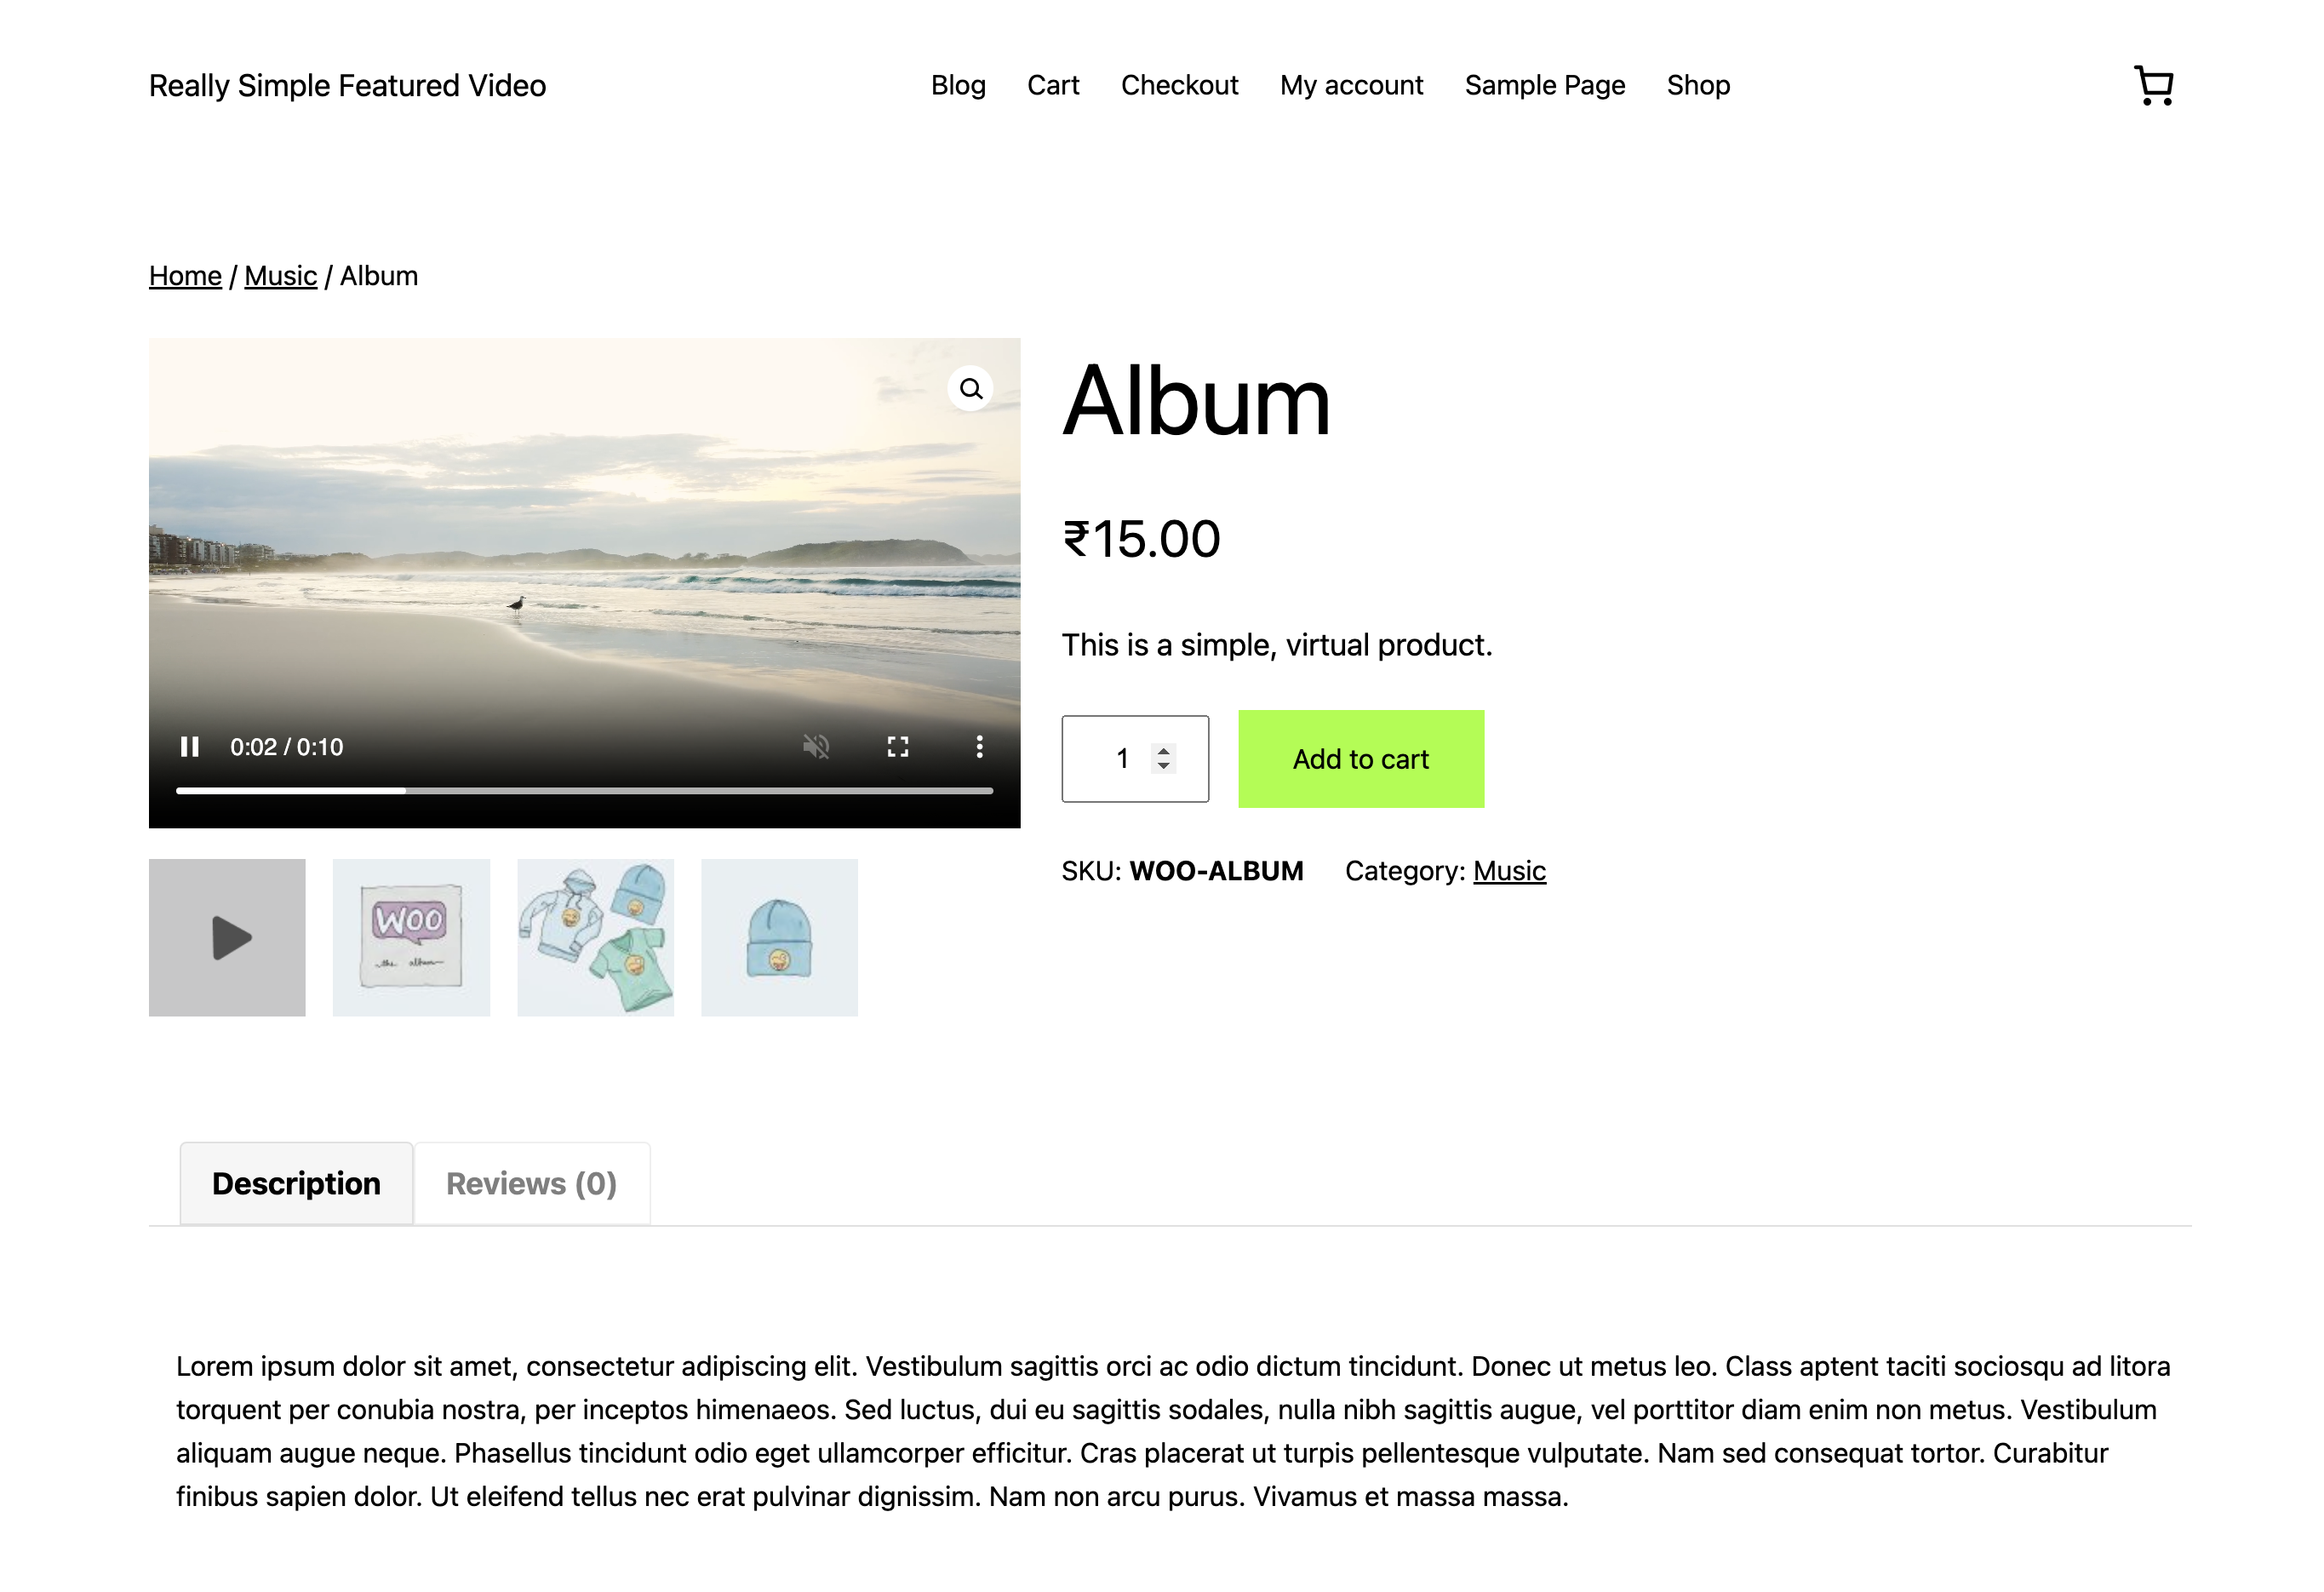 Really Simple Featured Video
Blog Cart Checkout My account Sample Page Shop
Home / Music / Album
Album
₹15.00
This is a simple, virtual product.
1
Add to cart
0:02 / 0:10
SKU: WOO-ALBUM Category: Music
WOO
the album
Description Reviews (0)
Lorem ipsum dolor sit amet, consectetur adipiscing elit. Vestibulum sagittis orci ac odio dictum tincidunt. Donec ut metus leo. Class aptent taciti sociosqu ad litora
torquent per conubia nostra, per inceptos himenaeos. Sed luctus, dui eu sagittis sodales, nulla nibh sagittis augue, vel porttitor diam enim non metus. Vestibulum
aliquam augue neque. Phasellus tincidunt odio eget ullamcorper efficitur. Cras placerat ut turpis pellentesque vulputate. Nam sed consequat tortor. Curabitur
finibus sapien dolor. Ut eleifend tellus nec erat pulvinar dignissim. Nam non arcu purus. Vivamus et massa massa.